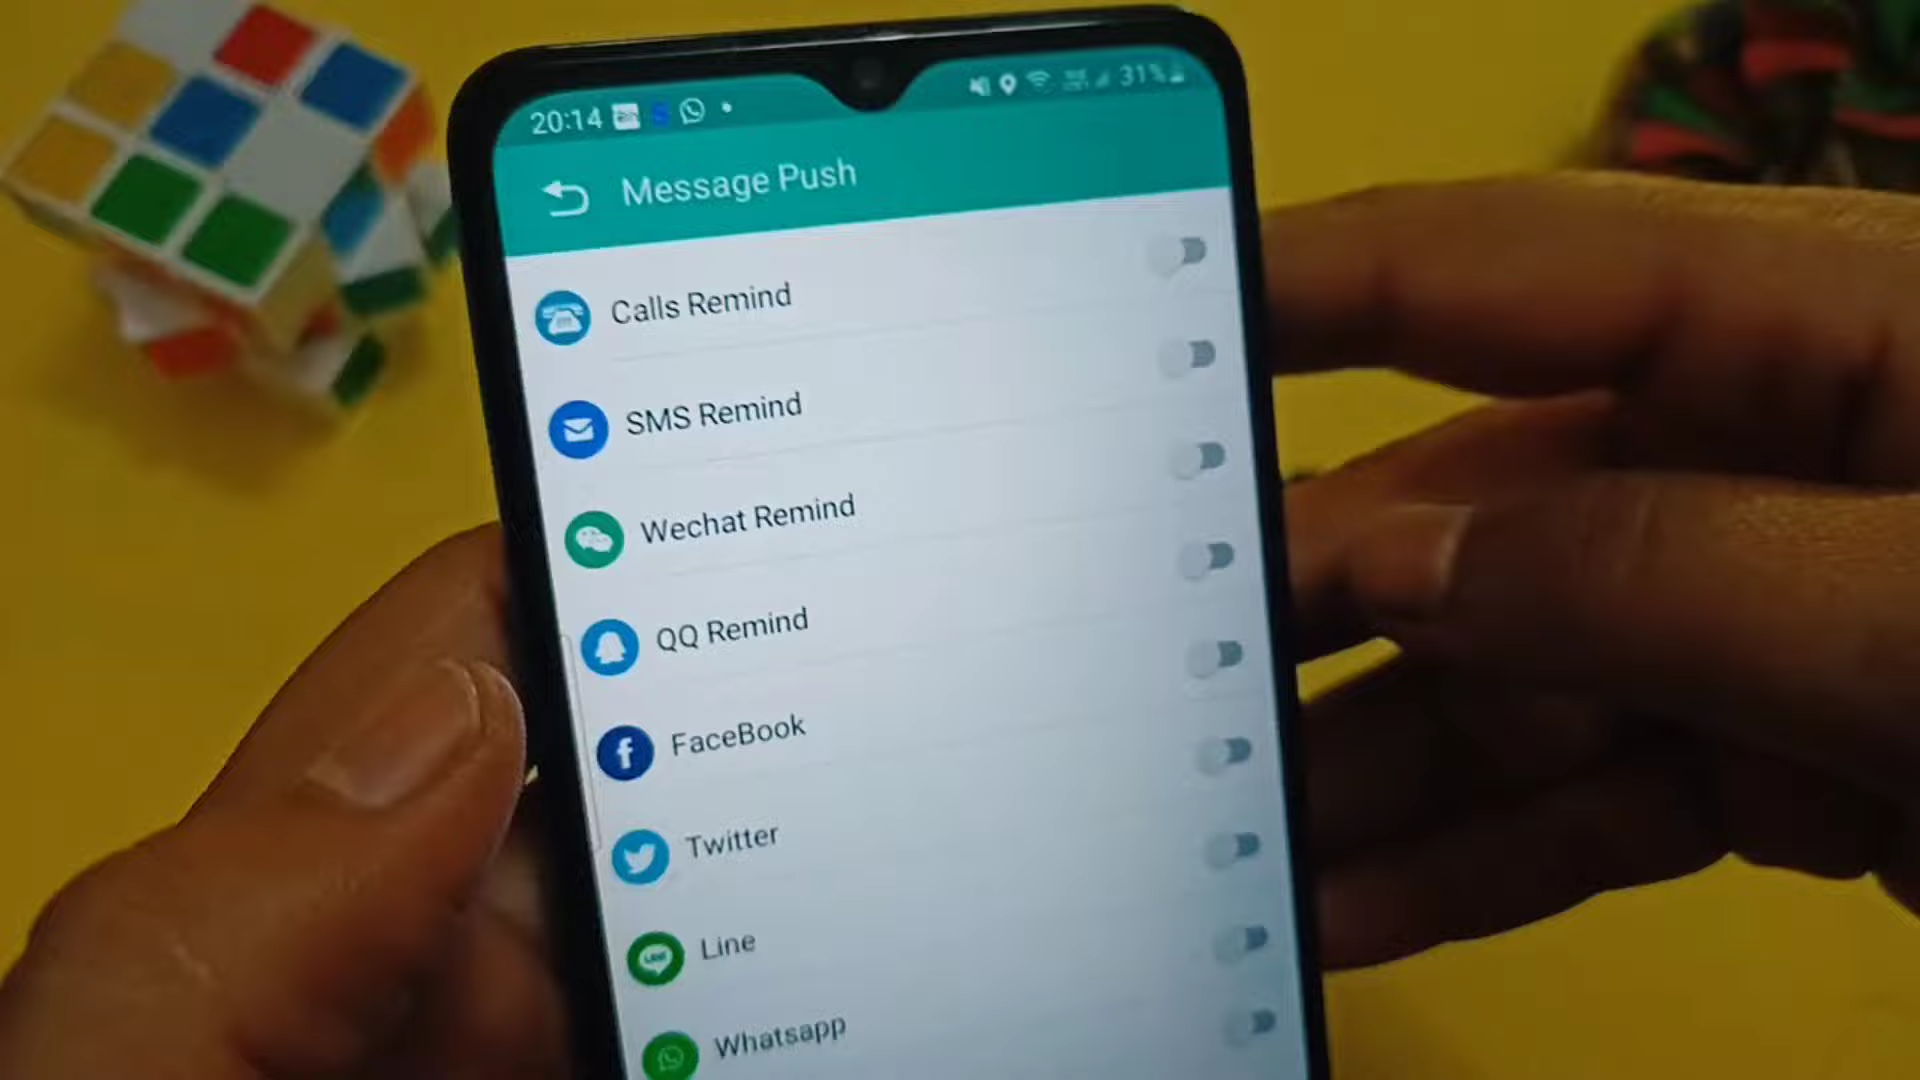 20:14 31%
Message Push
Calls Remind
SMS Remind
Wechat Remind
QQ Remind
FaceBook
Twitter
Line
Whatsapp